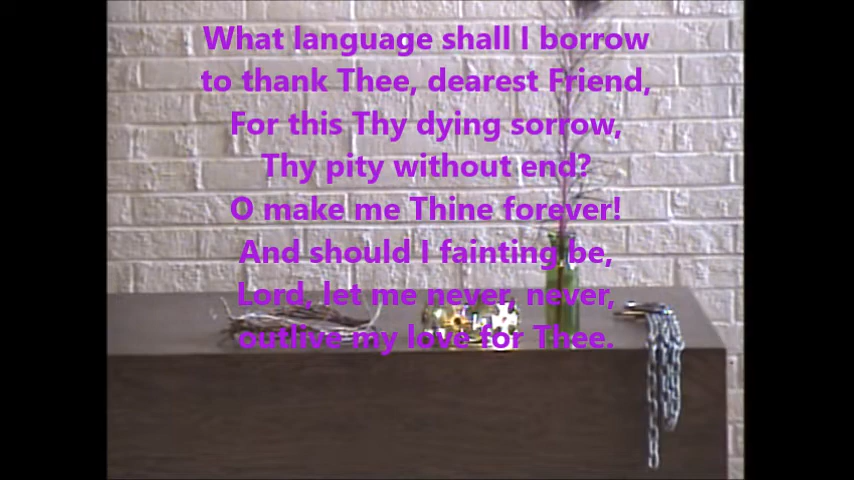 What language shall I borrow
to thank Thee, dearest Friend,
For this Thy dying sorrow,
Thy pity without end?
O make me Thine forever!
And should I fainting be,
Lord, let me never, never,
outlive my love for Thee.